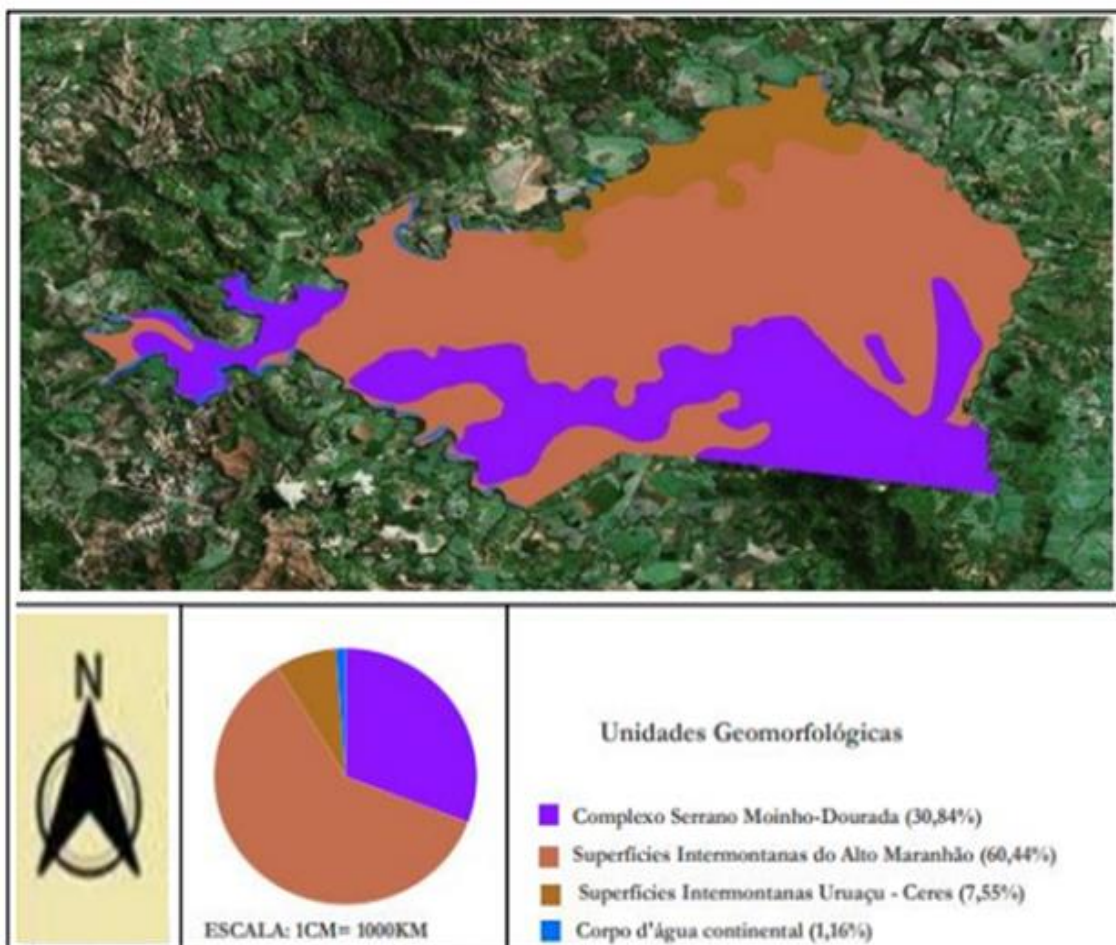 N
ESCALA: 1CM= 1000KM
Unidades Geomorfológicas
Complexo Serrano Moinho-Dourada (30,84%)
Superfícies Intermontanas do Alto Maranhão (60,44%)
Superfícies Intermontanas Uruaçu - Ceres (7,55%)
Corpo d'água continental (1,16%)